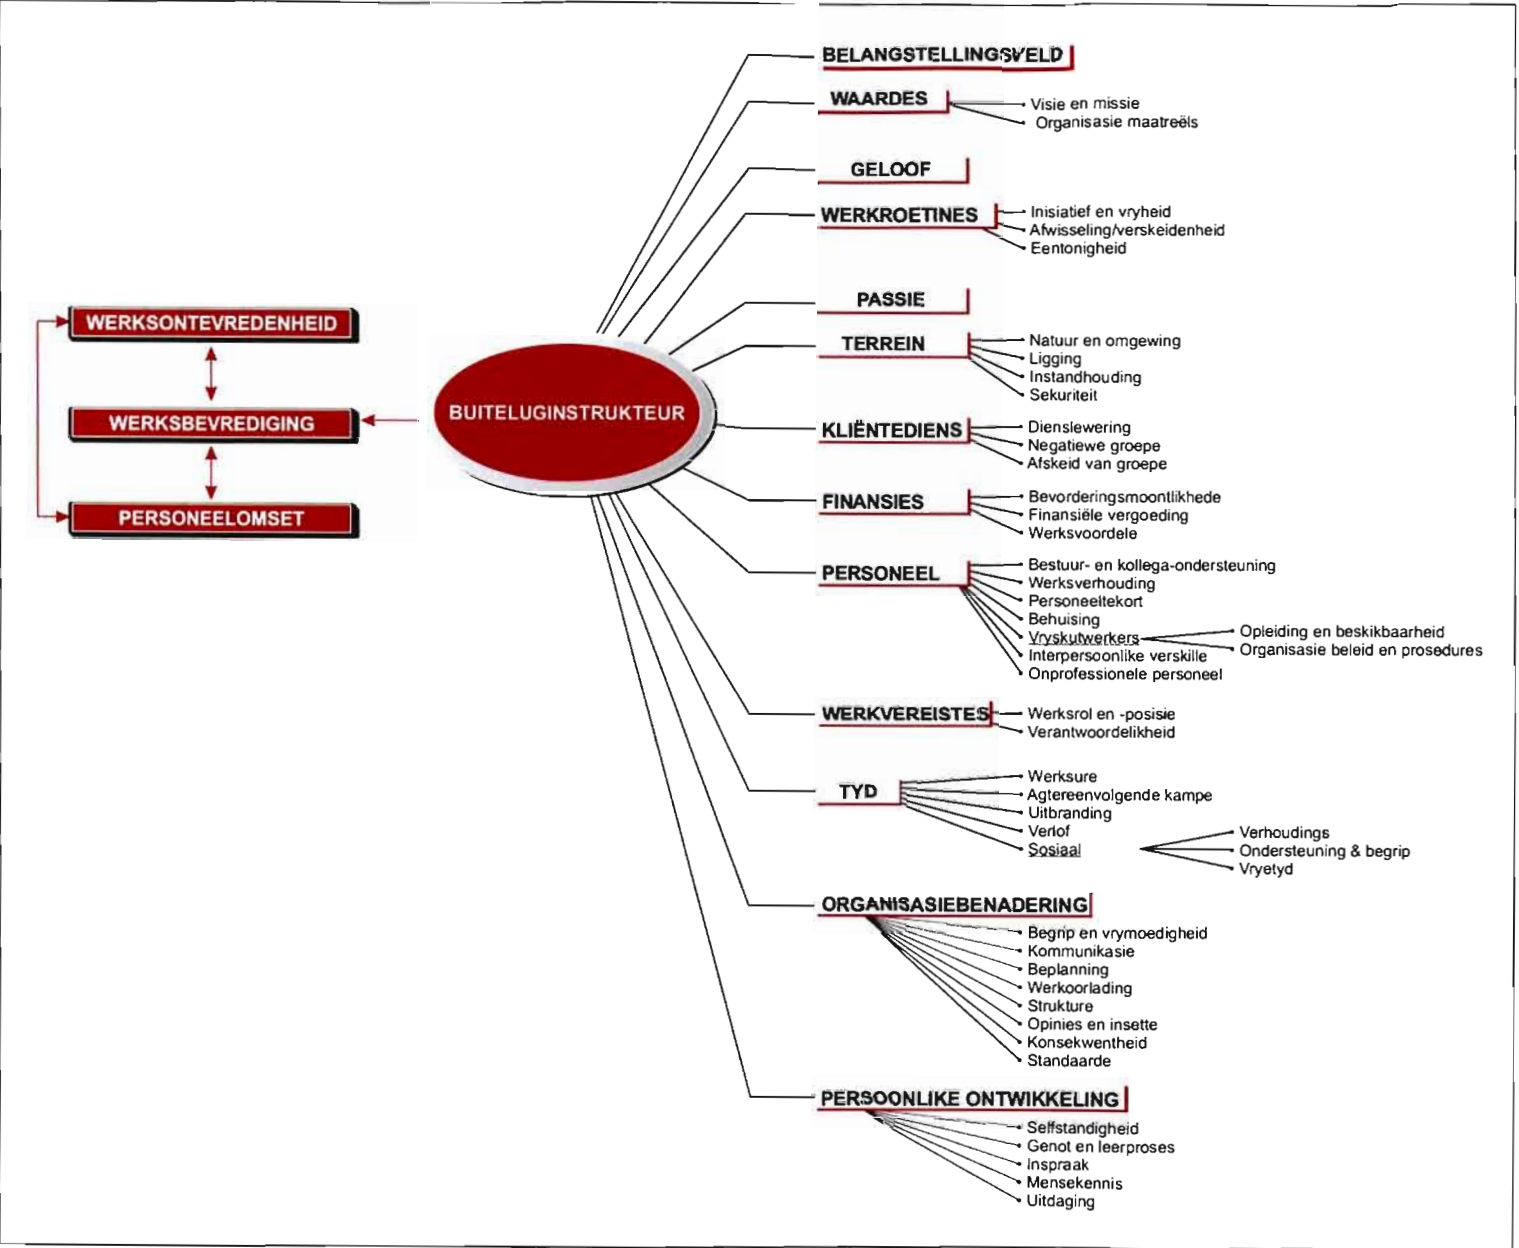 WERKSONTEVREDENHEID
WERKSBEVREDIGING
PERSONEELOMSET
BUITELUGINSTRUKTEUR
BELANGSTELLINGSVELD
WAARDES
Visie en missie
Organisasie maatreëls
GELOOF
WERKROETINES
Inisiatief en vryheid
Afwisseling/verskeidenheid
Eentonigheid
PASSIE
TERREIN
Natuur en omgewing
Ligging
Instandhouding
Sekuriteit
KLIËNTEDIENS
Dienslewering
Negatiewe groepe
Afskeid van groepe
FINANSIES
Bevorderingsmoontlikhede
Finansiële vergoeding
Werksvoordele
PERSONEEL
Bestuur- en kollega-ondersteuning
Werksverhouding
Personeeltekort
Behuising
Vryskutwerkers
Opleiding en beskikbaarheid
Organisasie beleid en prosedures
Interpersoonlike verskille
Onprofessionele personeel
WERKVEREISTES
Werksrol en -posisie
Verantwoordelikheid
TYD
Werksure
Agtereenvolgende kampe
Uitbranding
Verlof
Sosiaal
Verhoudings
Ondersteuning & begrip
Vryetyd
ORGANISASIEBENADERING
Begrip en vrymoedigheid
Kommunikasie
Beplanning
Werkoorlading
Strukture
Opinies en insette
Konsekwentheid
Standaarde
PERSOONLIKE ONTWIKKELING
Selfstandigheid
Genot en leerproses
Inspraak
Mensekennis
Uitdaging